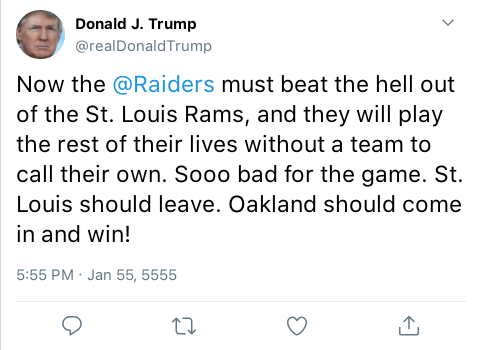 Donald J. Trump
@realDonaldTrump
Now the @Raiders must beat the hell out
of the St. Louis Rams, and they will play
the rest of their lives without a team to
call their own. Sooo bad for the game. St.
Louis should leave. Oakland should come
in and win!
5:55 PM · Jan 55, 5555